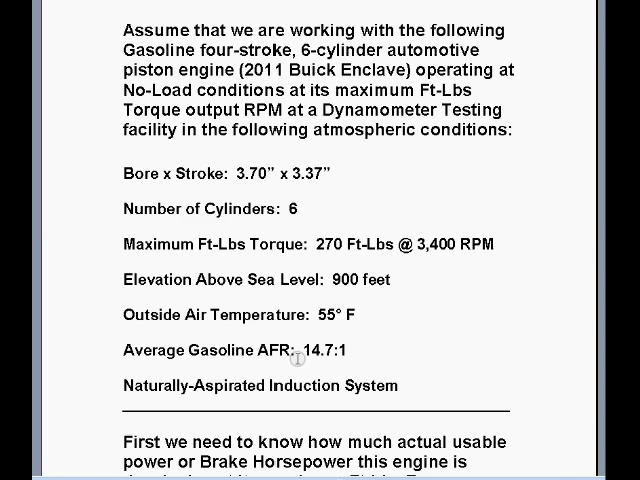 Assume that we are working with the following
Gasoline four-stroke, 6-cylinder automotive
piston engine (2011 Buick Enclave) operating at
No-Load conditions at its maximum Ft-Lbs
Torque output RPM at a Dynamometer Testing
facility in the following atmospheric conditions:
Bore x Stroke:  3.70” x 3.37”
Number of Cylinders:  6
Maximum Ft-Lbs Torque:  270 Ft-Lbs @ 3,400 RPM
Elevation Above Sea Level:  900 feet
Outside Air Temperature:  55° F
Average Gasoline AFR:  14.7:1
Naturally-Aspirated Induction System
First we need to know how much actual usable
power or Brake Horsepower this engine is